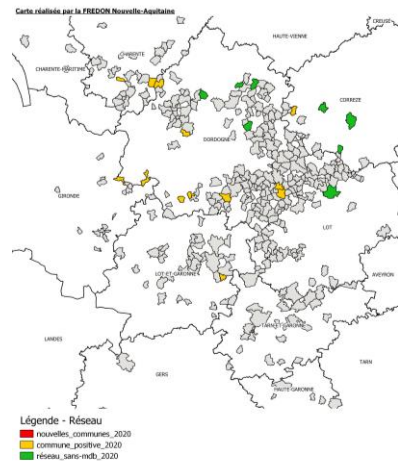 Carte réalisée par la FREDON Nouvelle-Aquitaine
CREUSE
HAUTE-VIENNE
CHARENTE
CHARENTE-MARITIME
CORREZE
DORDOGNE
GIRONDE
LOT
LOT-ET-GARONNE
AVEYRON
TARN-ET-GARONNE
LANDES
TARN
GERS
HAUTE-GARONNE
Légende - Réseau
nouvelles_communes_2020
commune_positive_2020
réseau_sans-mdb_2020